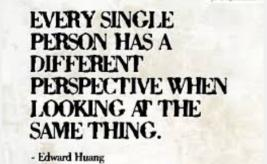 EVERY SINGLE
PERSON HAS A
DIFFERENT
PERSPECTIVE WHEN
LOOKING AT THE
SAME THING.
- Edward Huang